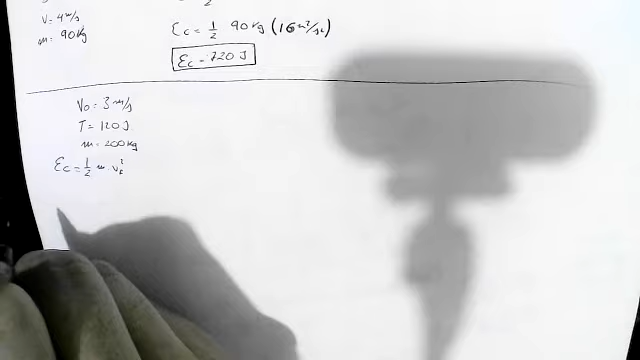 V= 4 m/s
m= 90 kg
Ec = 1/2 90 kg (16 m²/s²)
Ec = 720 J
Vo = 3 m/s
T = 120 J
m = 200 kg
Ec = 1/2 m vf²